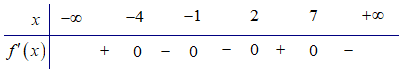 x −∞ −4 −1 2 7 +∞
f′(x) + 0 − 0 − 0 + 0 −